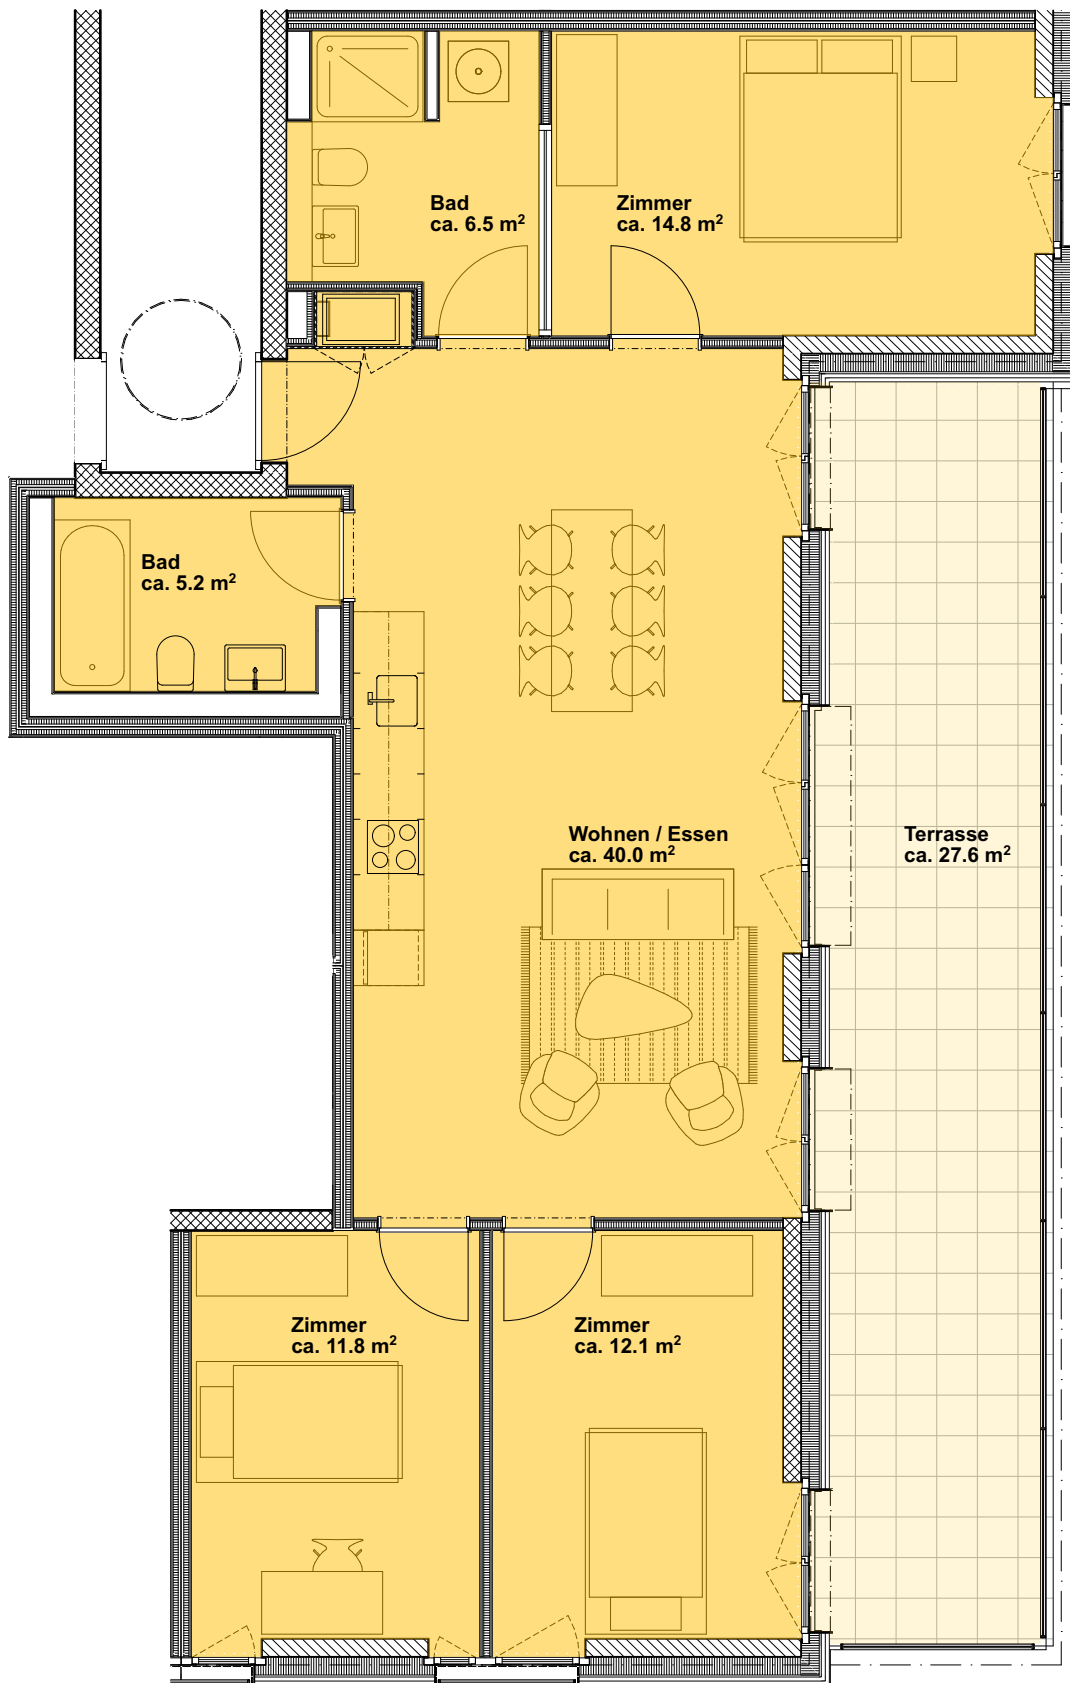 Bad
ca. 6.5 m²
Zimmer
ca. 14.8 m²
Bad
ca. 5.2 m²
Wohnen / Essen
ca. 40.0 m²
Terrasse
ca. 27.6 m²
Zimmer
ca. 11.8 m²
Zimmer
ca. 12.1 m²